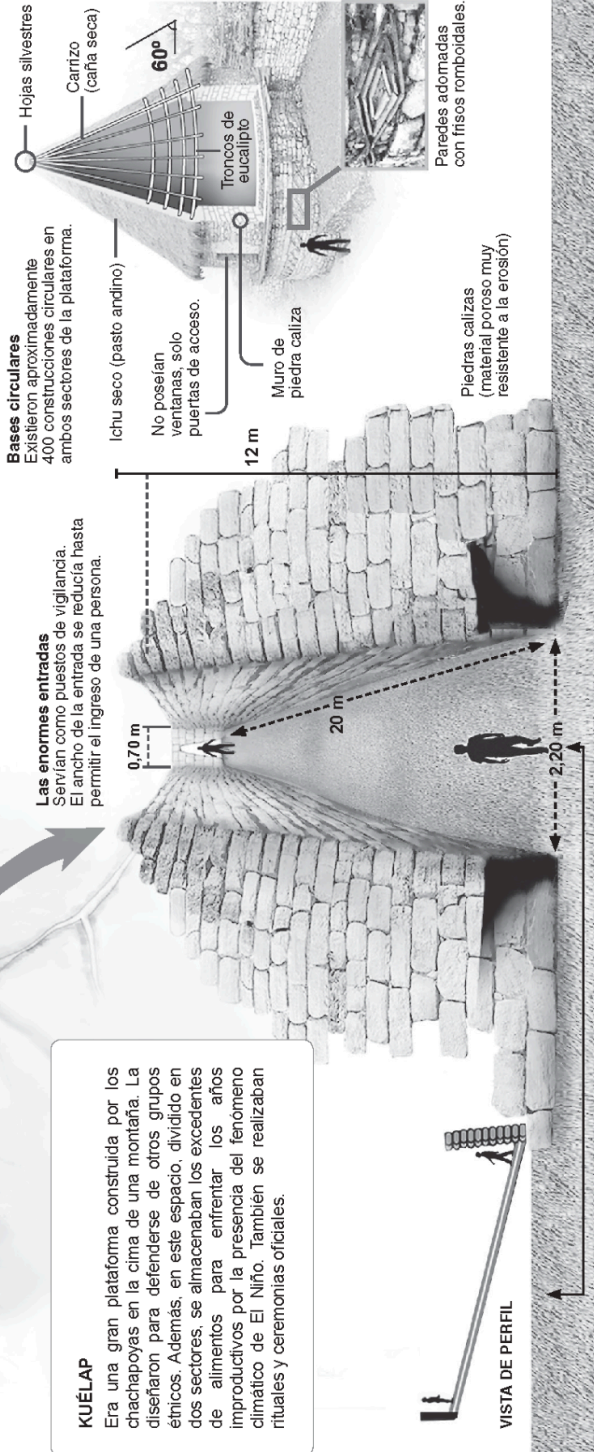 KUÉLAP
Era una gran plataforma construida por los
chachapoyas en la cima de una montaña. La
diseñaron para defenderse de otros grupos
étnicos. Además, en este espacio, dividido en
dos sectores, se almacenaban los excedentes
de alimentos para enfrentar los años
improductivos por la presencia del fenómeno
climático de El Niño. También se realizaban
rituales y ceremonias oficiales.
VISTA DE PERFIL
Las enormes entradas
Servían como puestos de vigilancia.
El ancho de la entrada se reducía hasta
permitir el ingreso de una persona.
0,70 m
20 m
2,20 m
12 m
Bases circulares
Existieron aproximadamente
400 construcciones circulares en
ambos sectores de la plataforma.
Ichu seco (pasto andino)
No poseían
ventanas, solo
puertas de acceso.
Muro de
piedra caliza
Piedras calizas
(material poroso muy
resistente a la erosión)
Hojas silvestres
Carrizo
(caña seca)
60º
Troncos de
eucalipto
Paredes adornadas
con frisos romboidales.